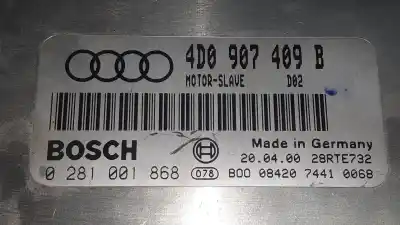 4D0 907 409 B
MOTOR-SLAVE D02
BOSCH
Made in Germany
20.04.00 28RTE732
0 281 001 868 078 B00 08420 7441 0068